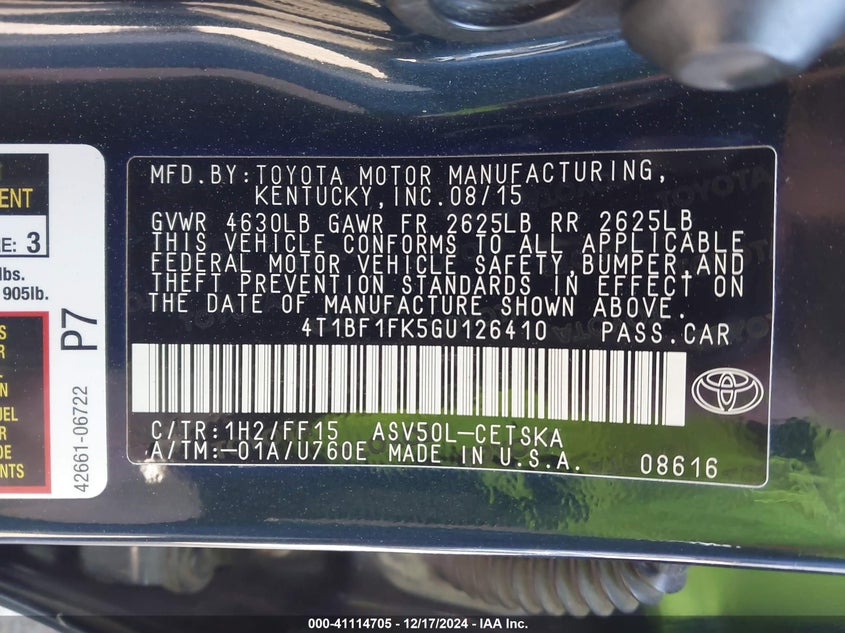 ENT
E: 3
lbs.
905lb.
P7
42661-06722
MFD.BY:TOYOTA MOTOR MANUFACTURING,
KENTUCKY,INC.08/15
GVWR 4630LB GAWR FR 2625LB RR 2625LB
THIS VEHICLE CONFORMS TO ALL APPLICABLE
FEDERAL MOTOR VEHICLE SAFETY,BUMPER,AND
THEFT PREVENTION STANDARDS IN EFFECT ON
THE DATE OF MANUFACTURE SHOWN ABOVE.
4T1BF1FK5GU126410 PASS.CAR
C/TR:1H2/FF15 ASV50L-CETSKA
A/TM:-01A/U760E MADE IN U.S.A. 08616
000-41114705 - 12/17/2024 - IAA Inc.